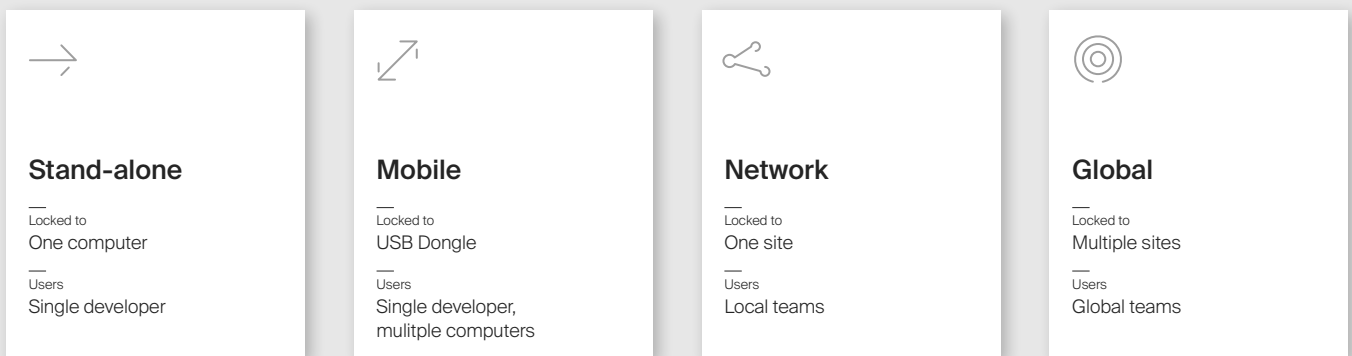 Stand-alone
Locked to
One computer
Users
Single developer
Mobile
Locked to
USB Dongle
Users
Single developer,
mulitple computers
Network
Locked to
One site
Users
Local teams
Global
Locked to
Multiple sites
Users
Global teams